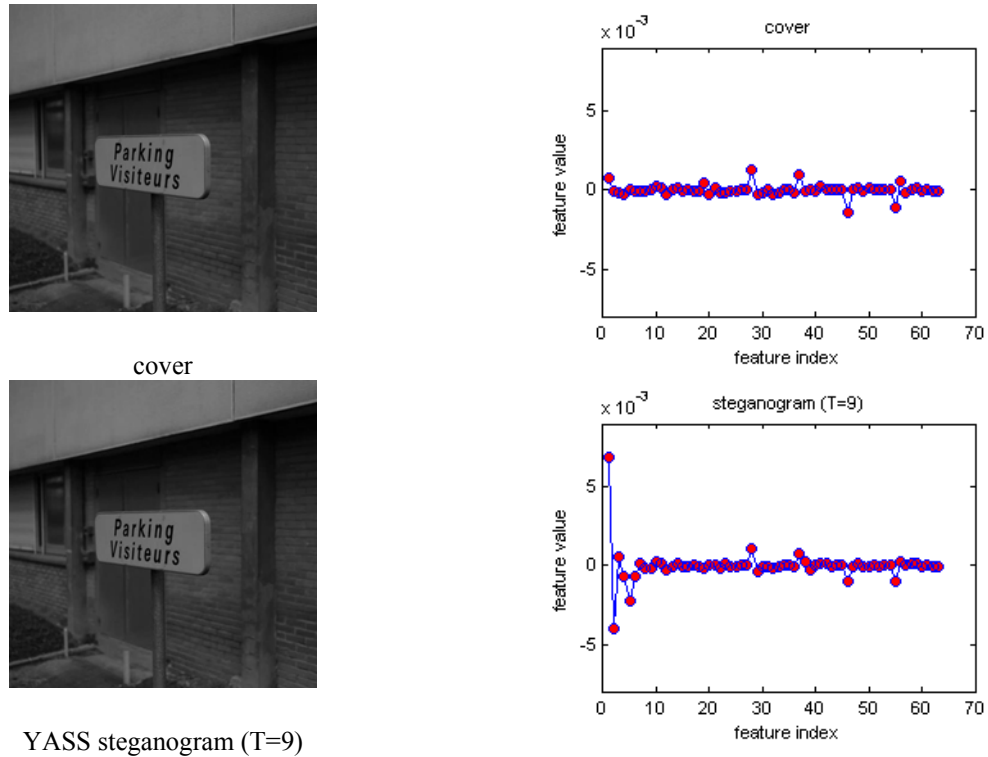 Parking
Visiteurs
cover
x 10-3
cover
5
0
-5
feature value
0 10 20 30 40 50 60 70
feature index
Parking
Visiteurs
YASS steganogram (T=9)
x 10-3
steganogram (T=9)
5
0
-5
feature value
0 10 20 30 40 50 60 70
feature index